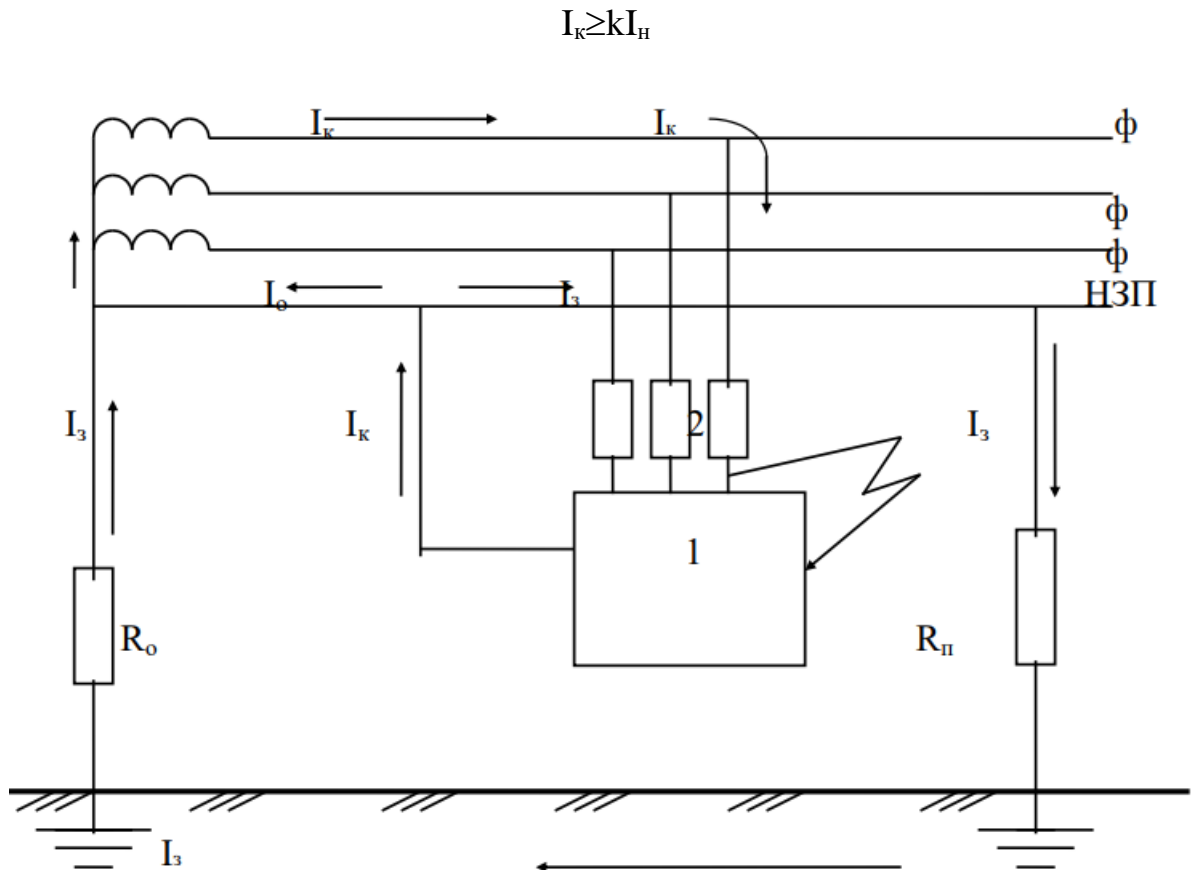 Iк≥kIн
Iк Iк ф
ф
ф
Iо Iз НЗП
Iз Iк 2 Iз
1
Rо Rп
Iз